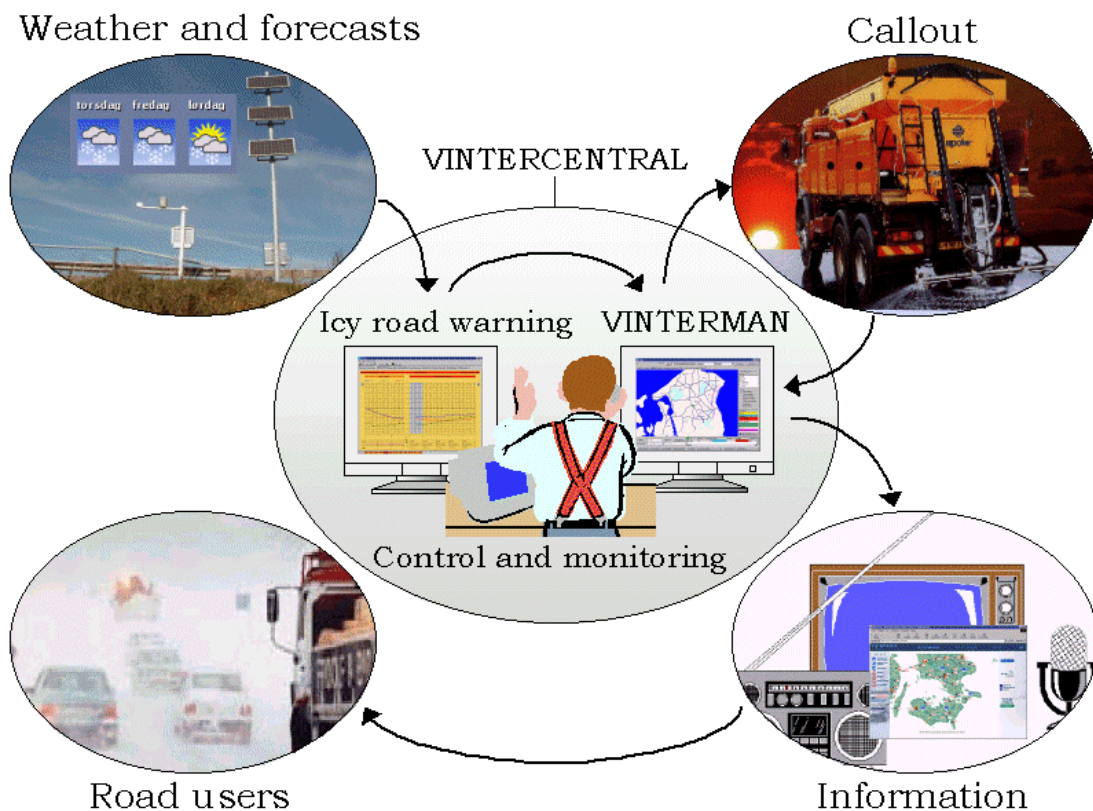 Weather and forecasts
Callout
torsdag fredag lørdag
VINTERCENTRAL
Icy road warning
VINTERMAN
Control and monitoring
Road users
Information